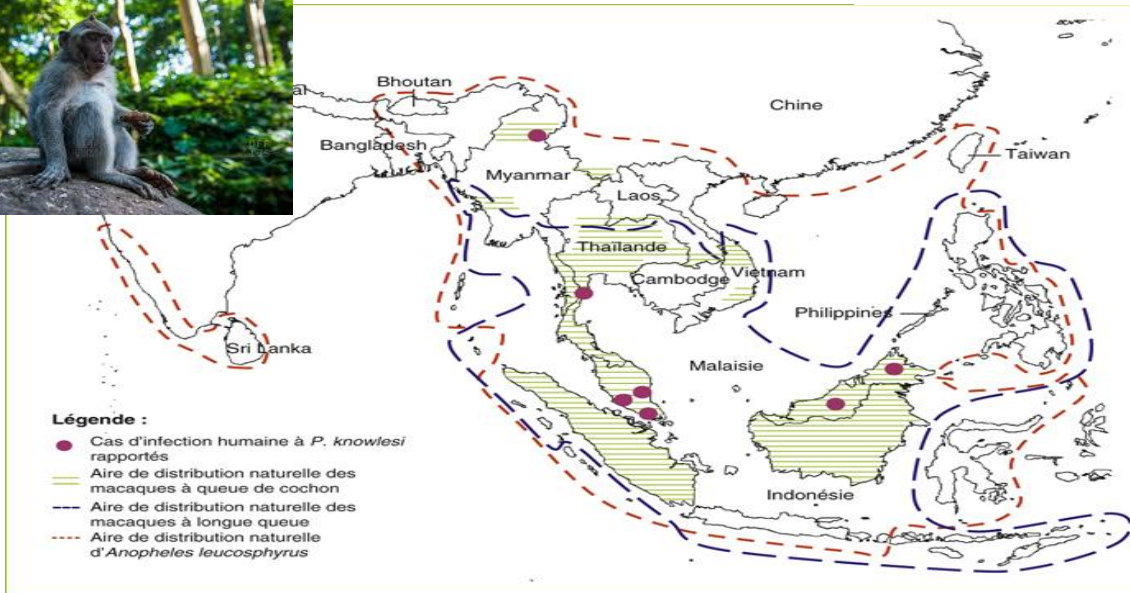 Bhoutan
al
Chine
Bangladesh
Taiwan
Myanmar
Laos
Thaïlande
Cambodge
Vietnam
Philippines
Sri Lanka
Malaisie
Indonésie
Légende :
Cas d'infection humaine à P. knowlesi
rapportés
Aire de distribution naturelle des
macaques à queue de cochon
Aire de distribution naturelle des
macaques à longue queue
Aire de distribution naturelle
d'Anopheles leucosphyrus